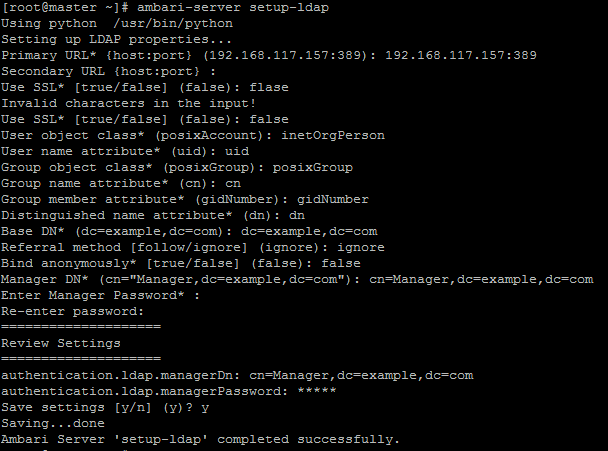 [root@master ~]# ambari-server setup-ldap
Using python  /usr/bin/python
Setting up LDAP properties...
Primary URL* {host:port} (192.168.117.157:389): 192.168.117.157:389
Secondary URL {host:port} :
Use SSL* [true/false] (false): flase
Invalid characters in the input!
Use SSL* [true/false] (false): false
User object class* (posixAccount): inetOrgPerson
User name attribute* (uid): uid
Group object class* (posixGroup): posixGroup
Group name attribute* (cn): cn
Group member attribute* (gidNumber): gidNumber
Distinguished name attribute* (dn): dn
Base DN* (dc=example,dc=com): dc=example,dc=com
Referral method [follow/ignore] (ignore): ignore
Bind anonymously* [true/false] (false): false
Manager DN* (cn="Manager,dc=example,dc=com"): cn=Manager,dc=example,dc=com
Enter Manager Password* :
Re-enter password:
====================
Review Settings
====================
authentication.ldap.managerDn: cn=Manager,dc=example,dc=com
authentication.ldap.managerPassword: *****
Save settings [y/n] (y)? y
Saving...done
Ambari Server 'setup-ldap' completed successfully.